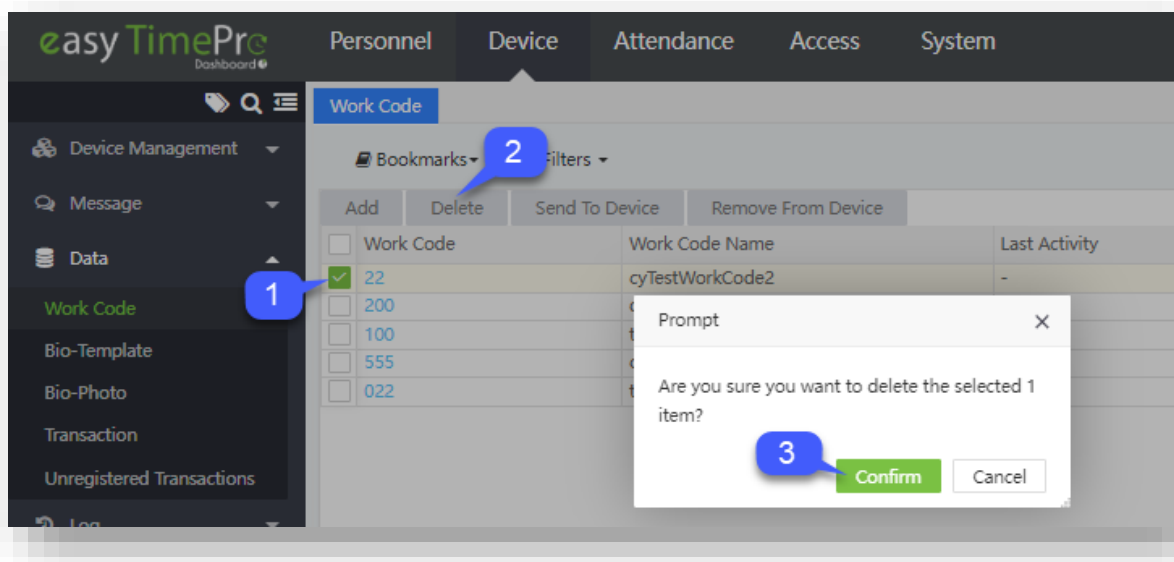 easy TimePro
Dashboard
Personnel Device Attendance Access System
Work Code
Device Management
Bookmarks 2 Filters
Message
Add Delete Send To Device Remove From Device
Work Code Work Code Name Last Activity
Data
22 cyTestWorkCode2 -
1
Work Code
200
Prompt
100
Bio-Template
555
Bio-Photo
022
Are you sure you want to delete the selected 1
item?
Transaction
3
Unregistered Transactions
Confirm Cancel
Log